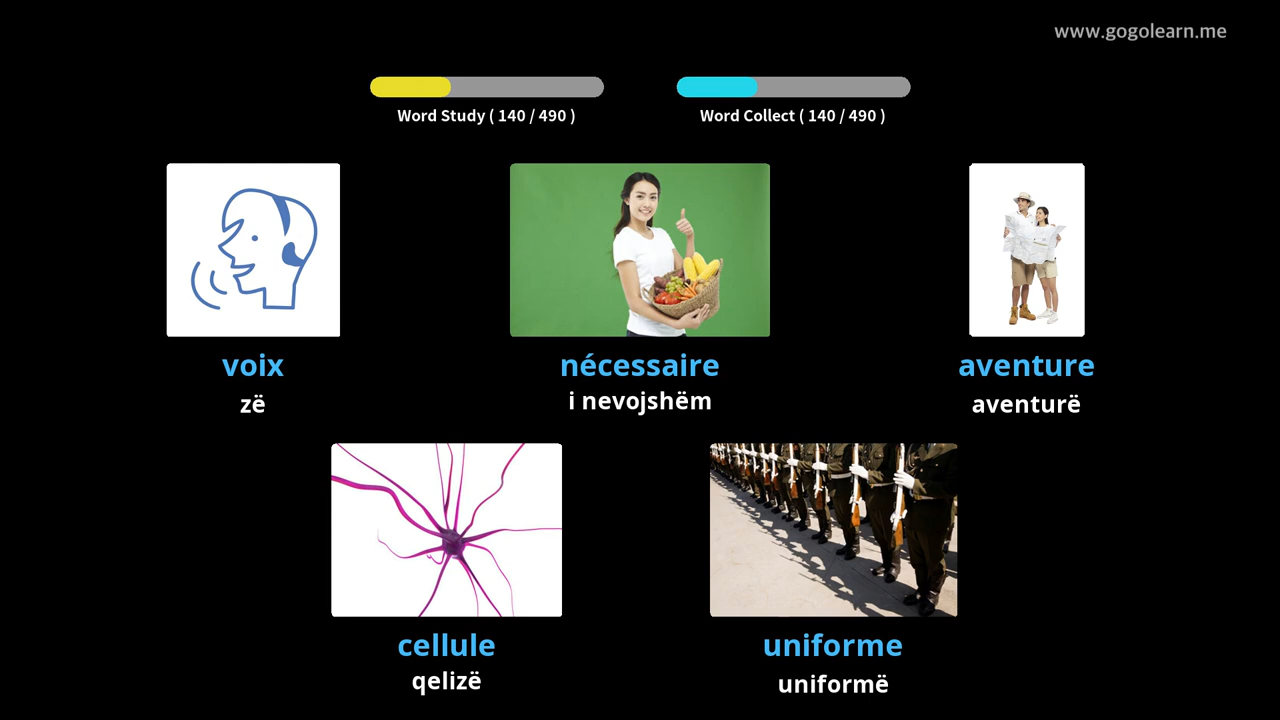 www.gogolearn.me
Word Study ( 140 / 490 )
Word Collect ( 140 / 490 )
voix
zë
nécessaire
i nevojshëm
aventure
aventurë
cellule
qelizë
uniforme
uniformë